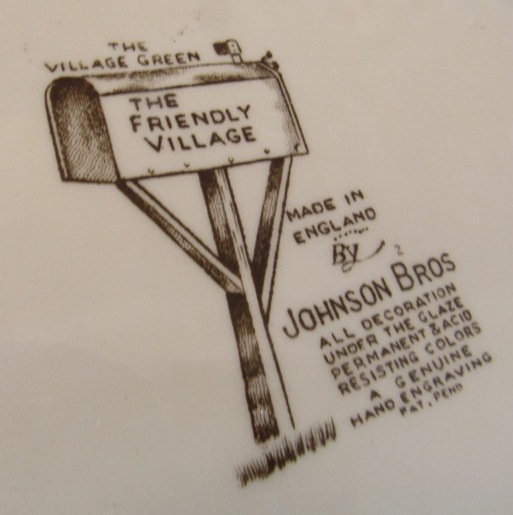 THE
VILLAGE GREEN
THE
FRIENDLY
VILLAGE
MADE IN
ENGLAND
By
2
JOHNSON BROS
ALL DECORATION
UNDER THE GLAZE
PERMANENT & ACID
RESISTING COLORS
A GENUINE
HAND ENGRAVING
PAT. PEND